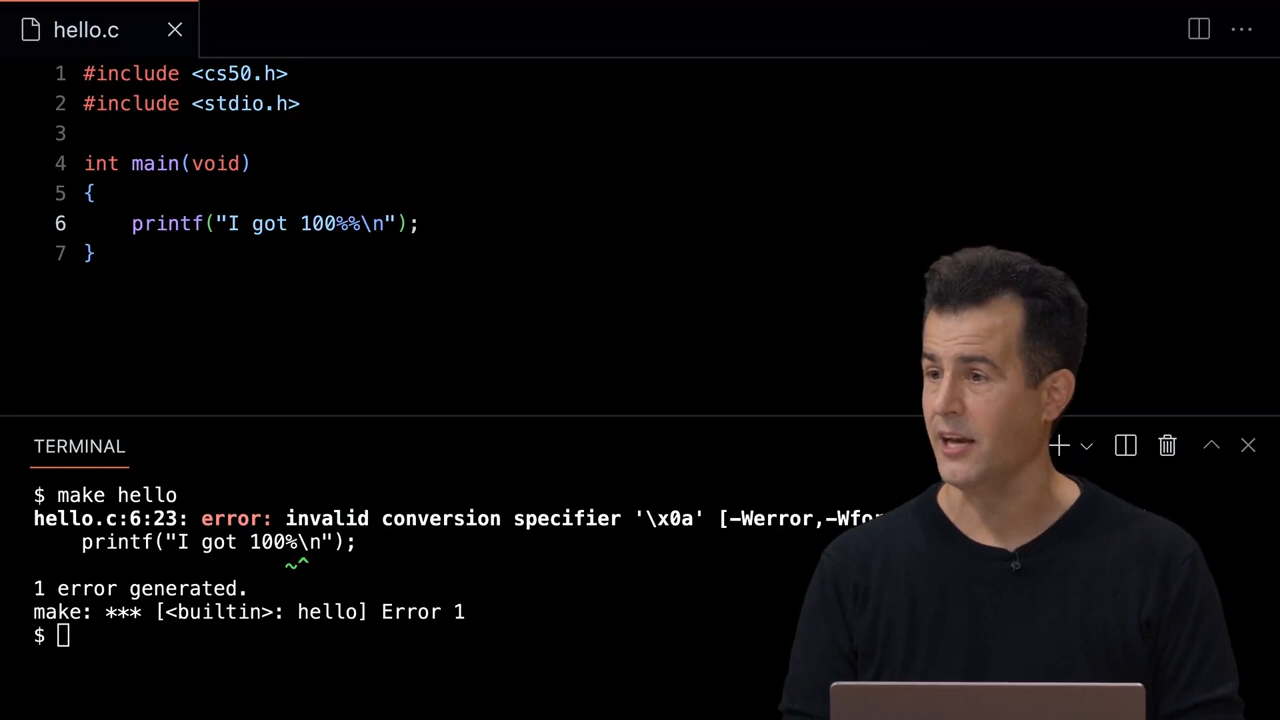 hello.c
1 #include <cs50.h>
2 #include <stdio.h>
3
4 int main(void)
5 {
6 printf("I got 100%%\n");
7 }
TERMINAL
$ make hello
hello.c:6:23: error: invalid conversion specifier '\x0a' [-Werror,-Wfor
printf("I got 100%\n");
~^
1 error generated.
make: *** [<builtin>: hello] Error 1
$